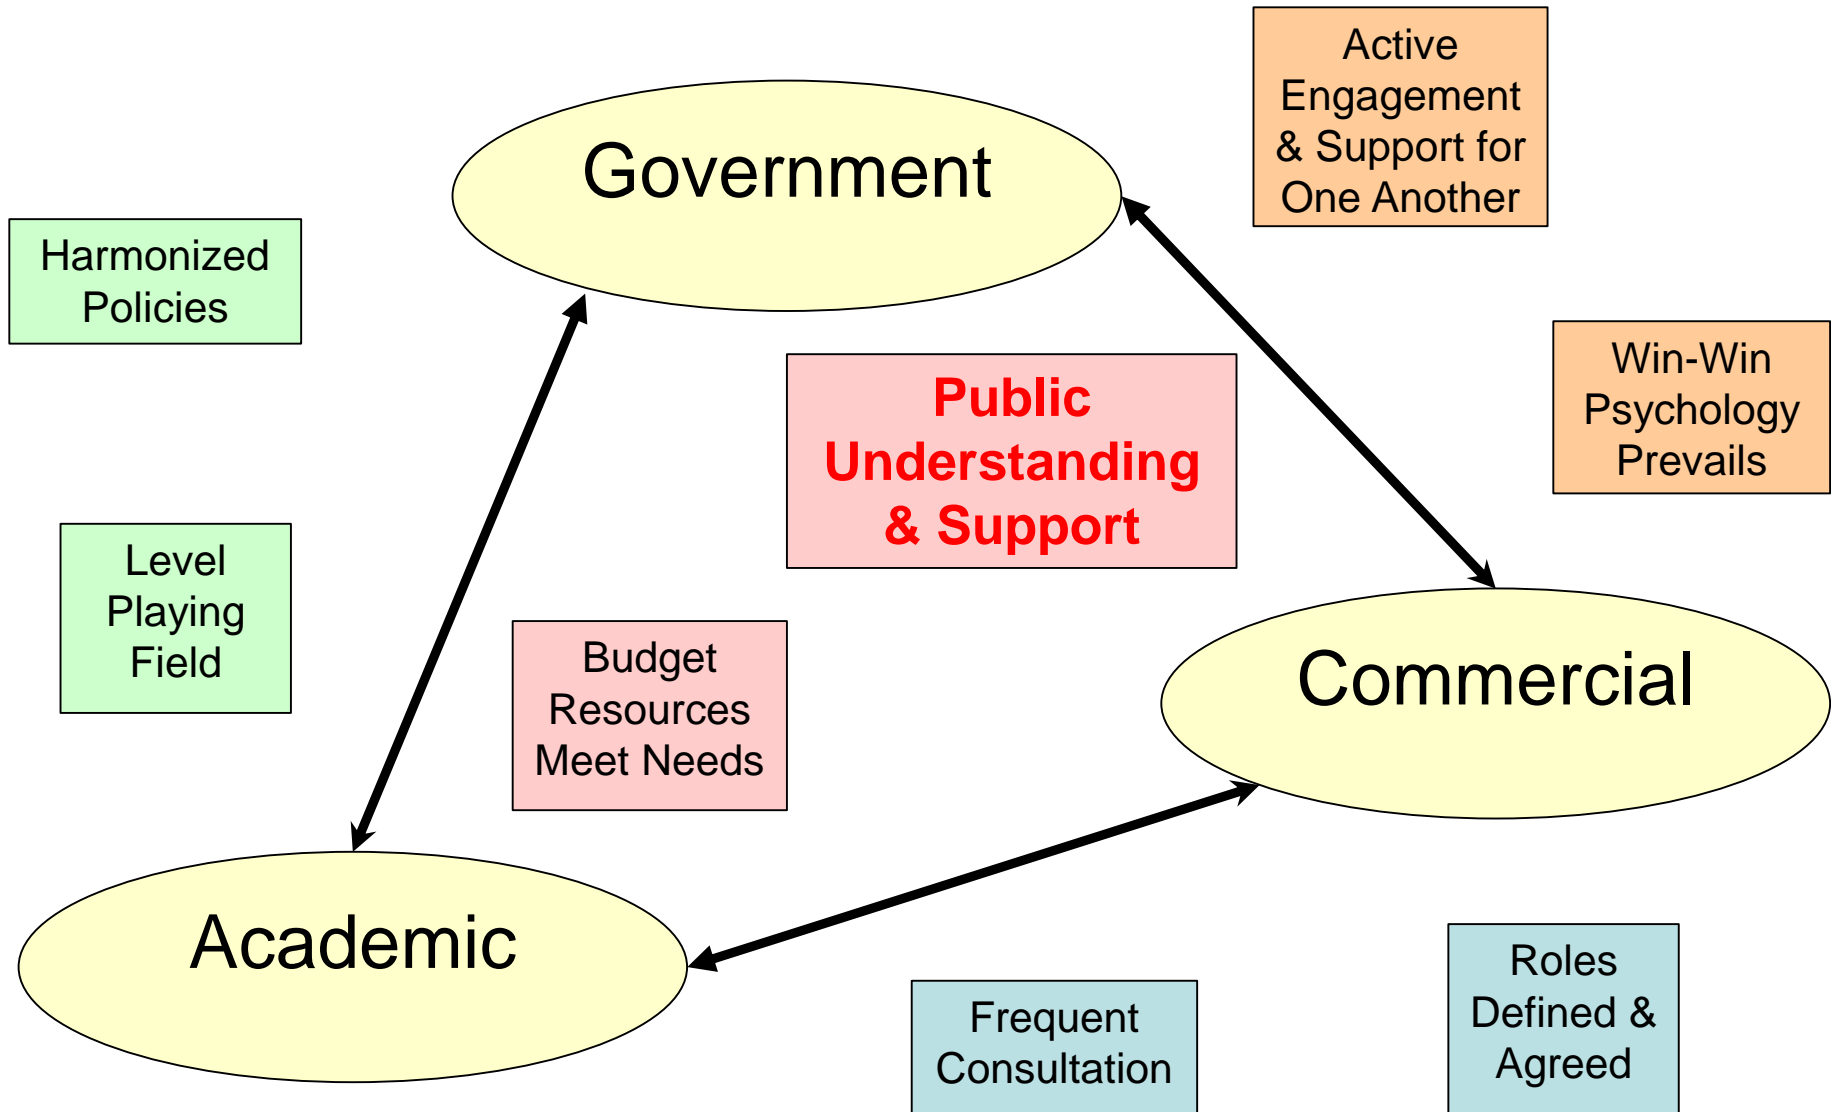 Active
Engagement
& Support for
One Another
Government
Harmonized
Policies
Public
Understanding
& Support
Win-Win
Psychology
Prevails
Level
Playing
Field
Budget
Resources
Meet Needs
Commercial
Academic
Frequent
Consultation
Roles
Defined &
Agreed